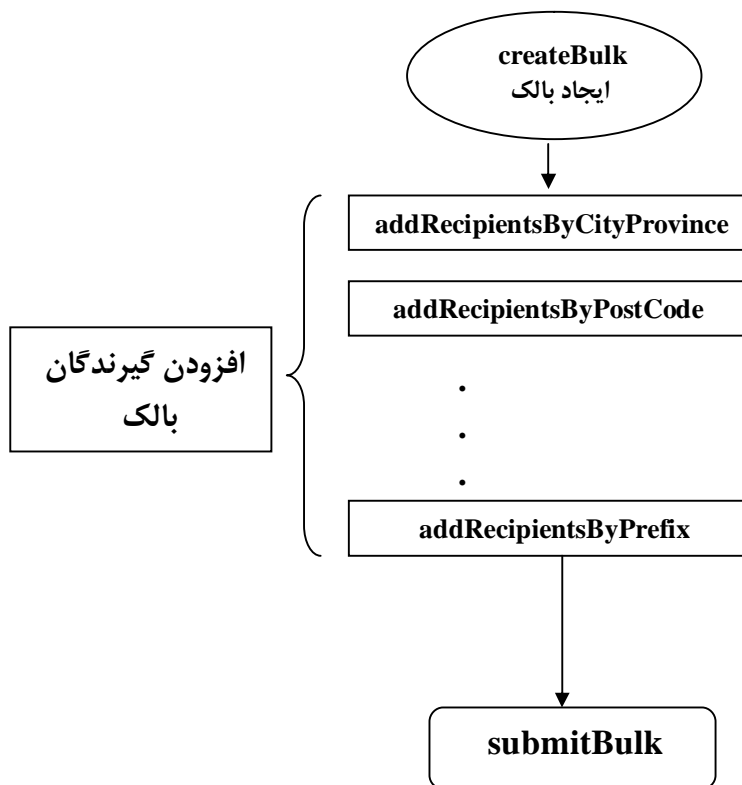 createBulk
ایجاد بالک
addRecipientsByCityProvince
addRecipientsByPostCode
افزودن گیرندگان
بالک
.
.
.
addRecipientsByPrefix
submitBulk